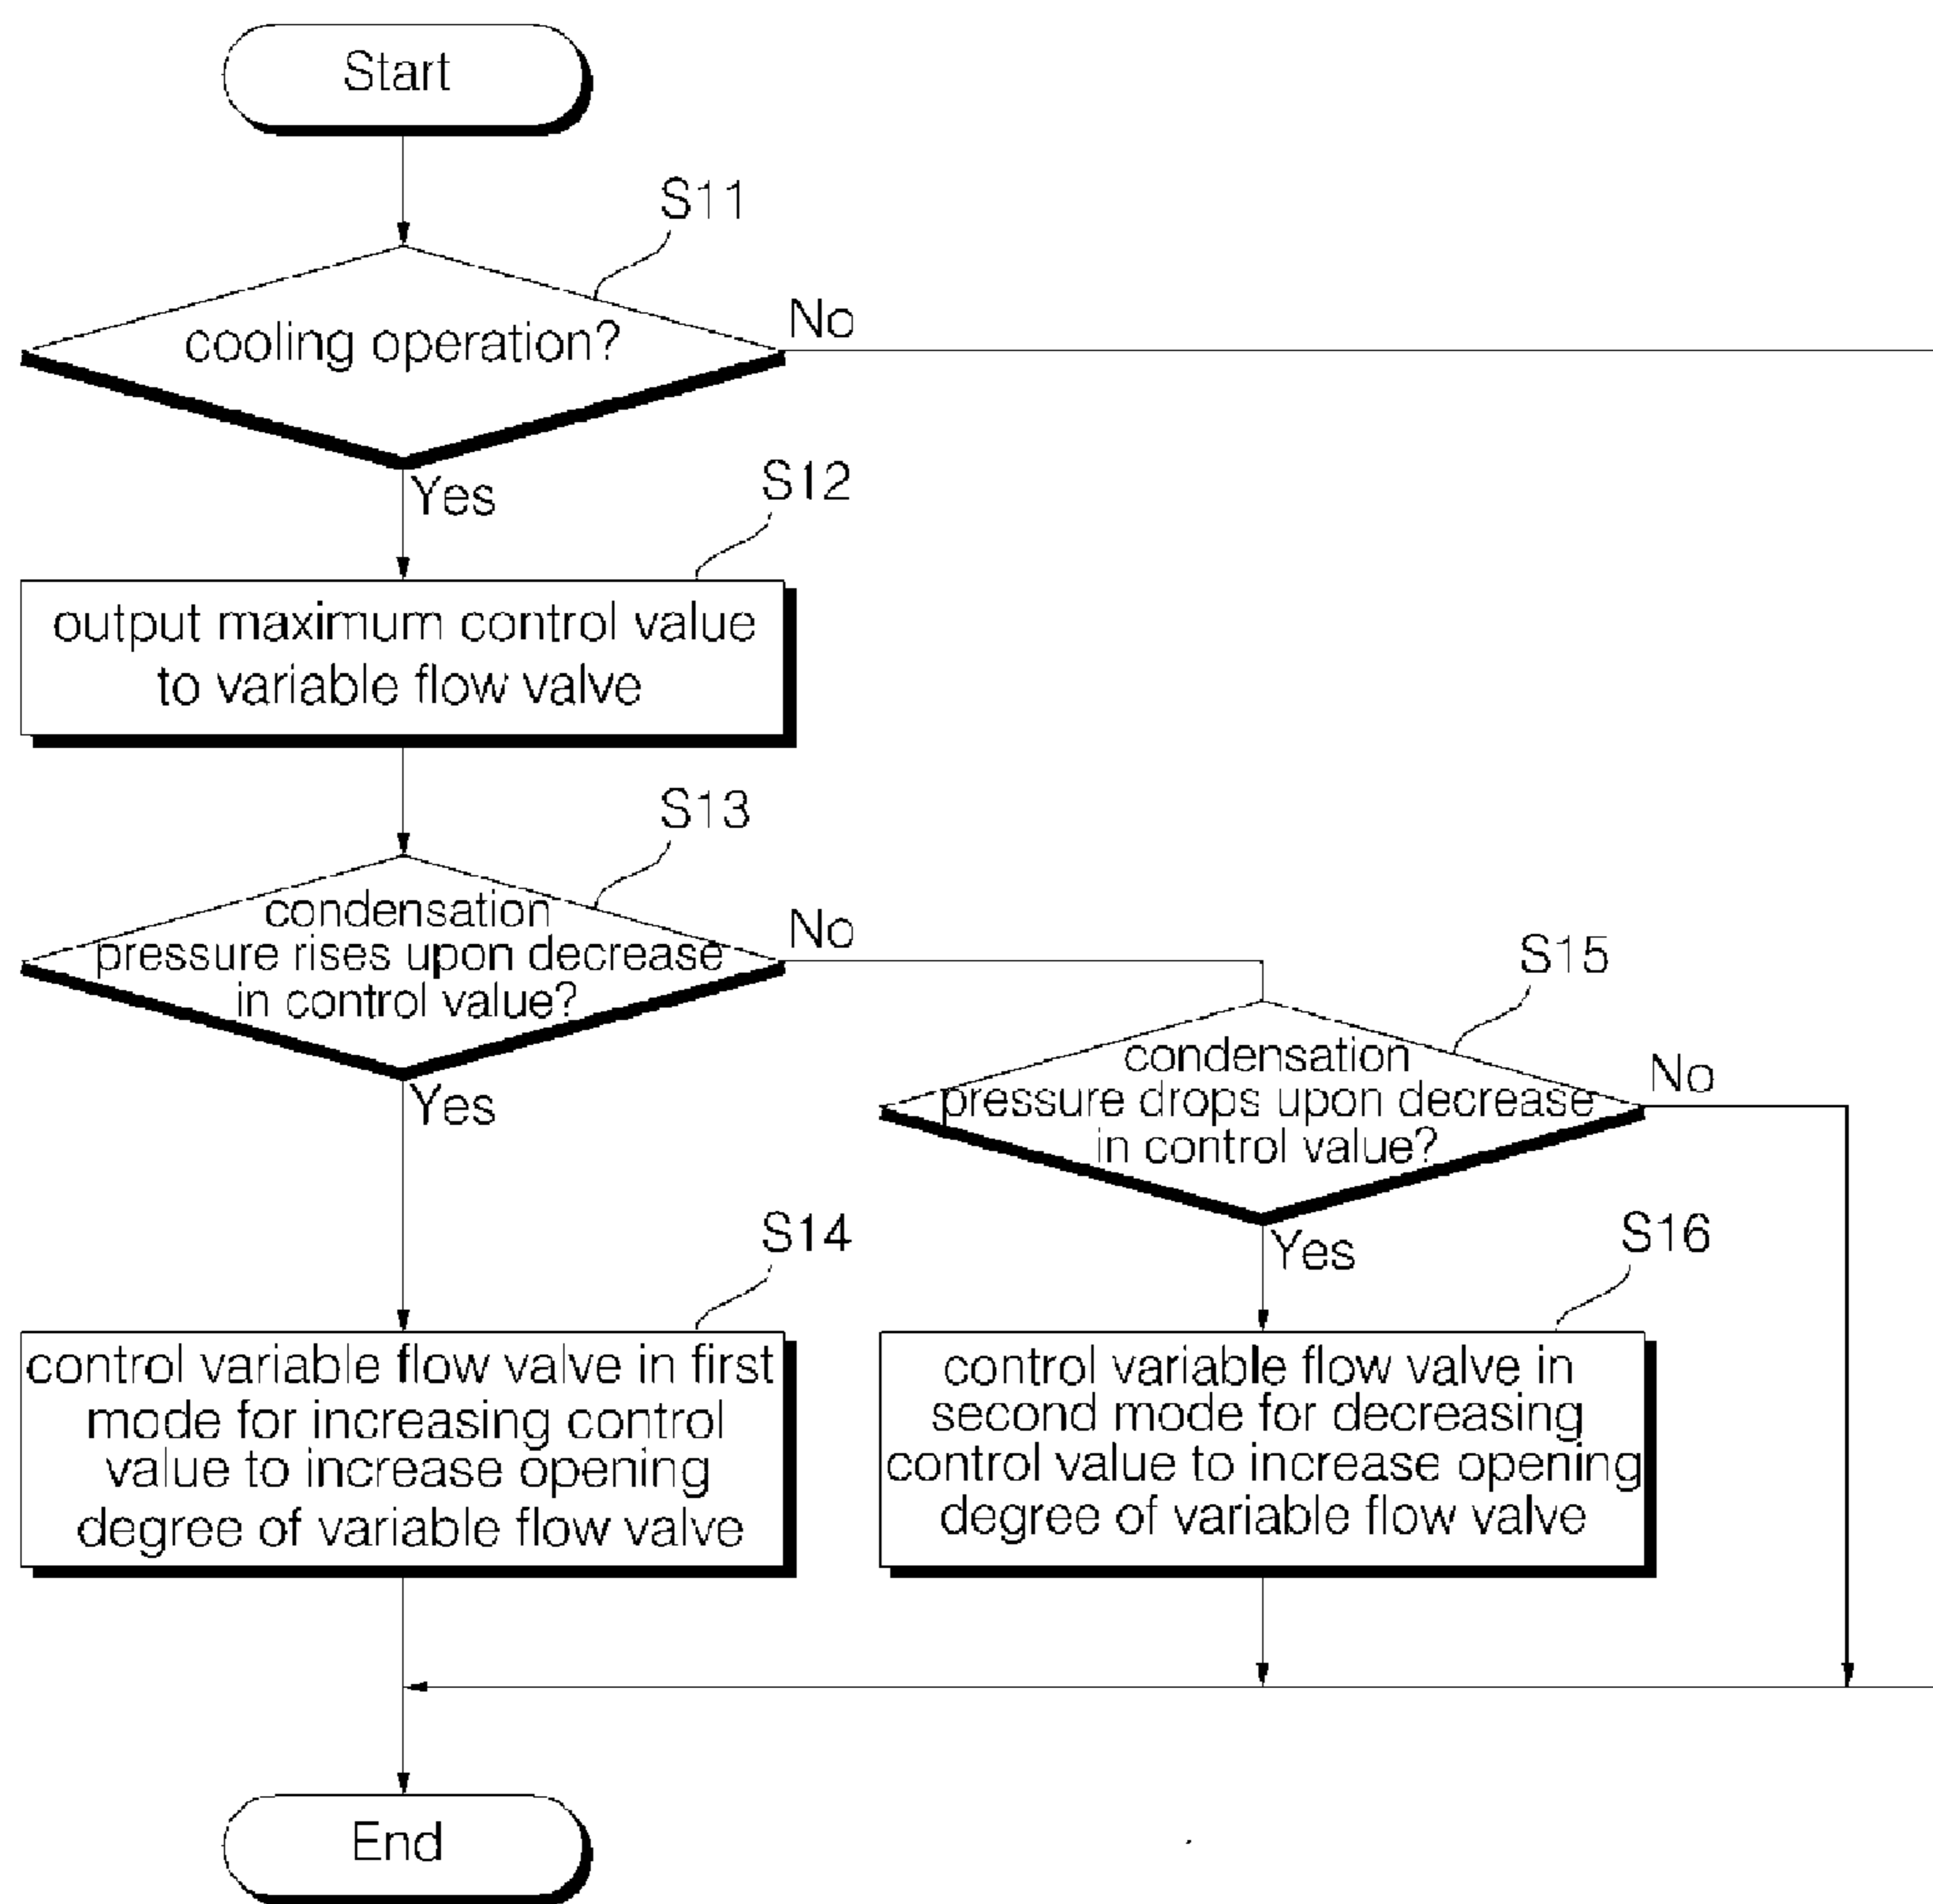 Start
S11
cooling operation?
No
Yes
S12
output maximum control value
to variable flow valve
S13
condensation
pressure rises upon decrease
in control value?
No
Yes
S15
condensation
pressure drops upon decrease
in control value?
No
Yes
S14
control variable flow valve in first
mode for increasing control
value to increase opening
degree of variable flow valve
S16
control variable flow valve in
second mode for decreasing
control value to increase opening
degree of variable flow valve
End